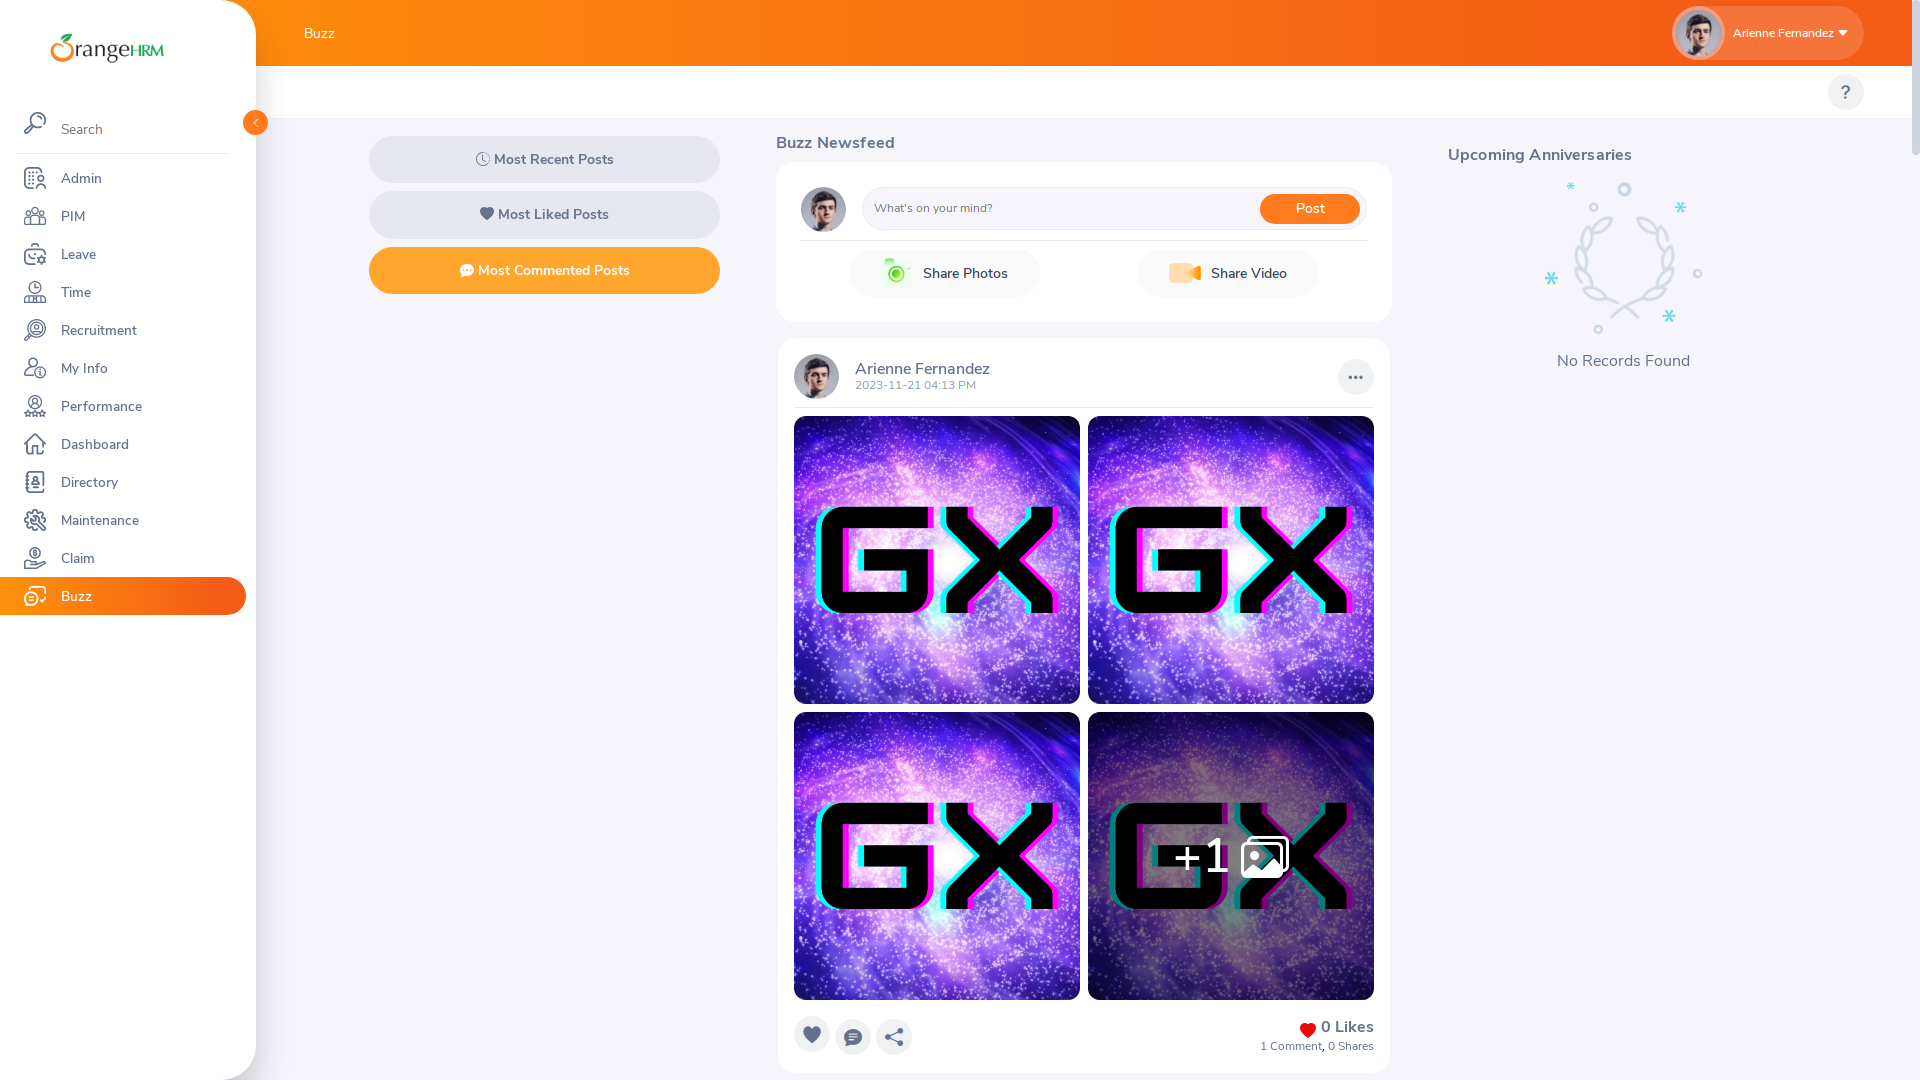 OrangeHRM
Buzz
Arienne Fernandez
?
Search
Admin
PIM
Leave
Time
Recruitment
My Info
Performance
Dashboard
Directory
Maintenance
Claim
Buzz
Most Recent Posts
Most Liked Posts
Most Commented Posts
Buzz Newsfeed
What's on your mind?
Post
Share Photos
Share Video
Arienne Fernandez
2023-11-21 04:13 PM
GX
GX
GX
GX
+1
0 Likes
1 Comment, 0 Shares
Upcoming Anniversaries
No Records Found